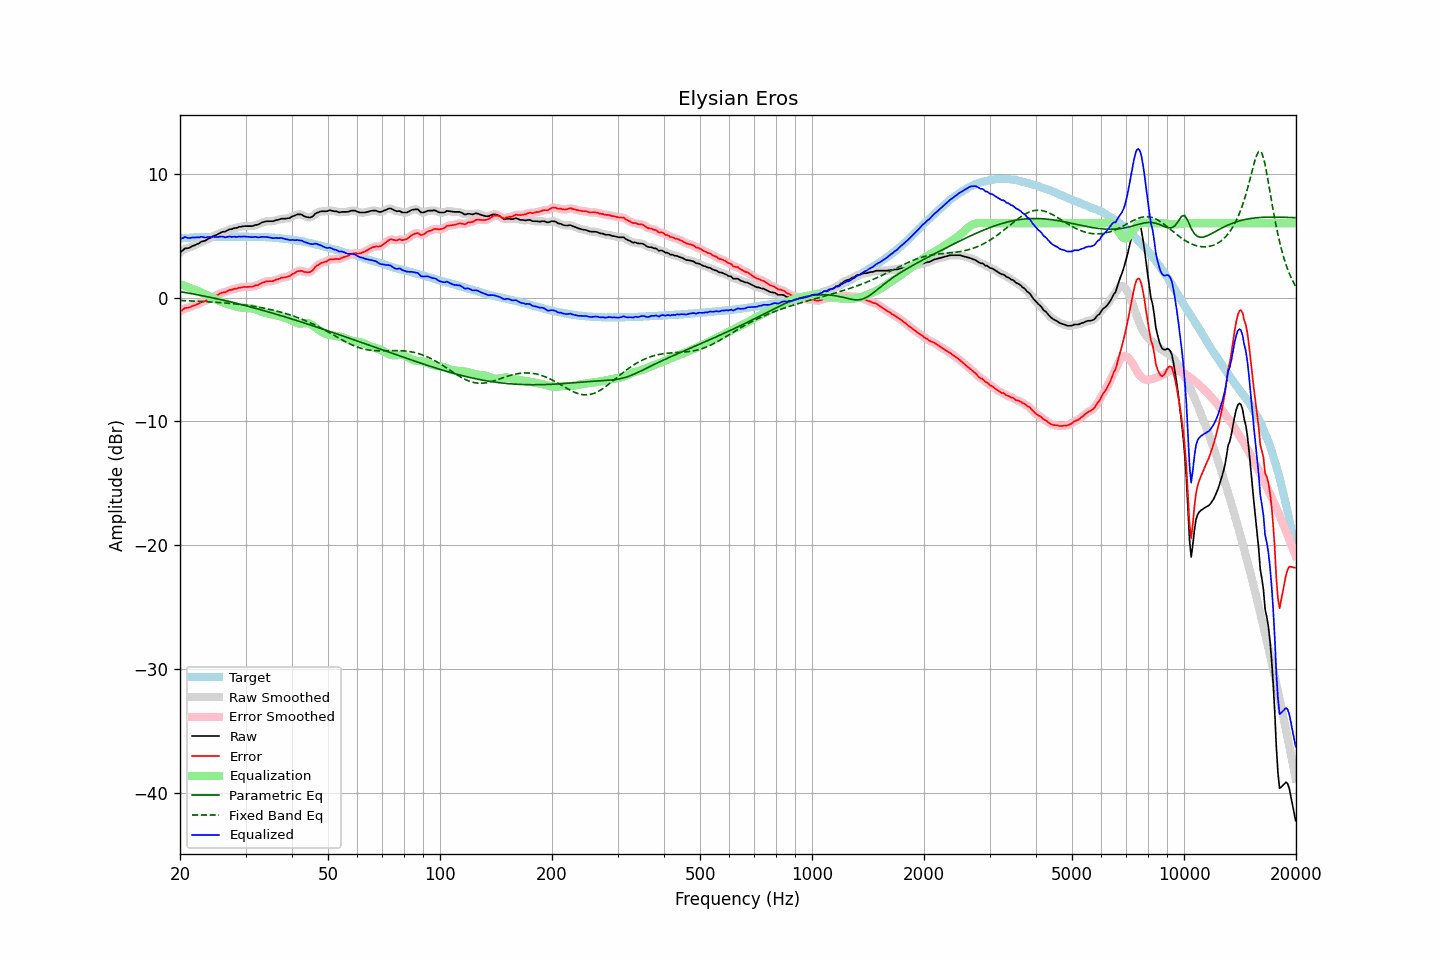 Elysian Eros
Amplitude (dBr)
10
0
−10
−20
−30
−40
Target
Raw Smoothed
Error Smoothed
Raw
Error
Equalization
Parametric Eq
Fixed Band Eq
Equalized
20 50 100 200 500 1000 2000 5000 10000 20000
Frequency (Hz)